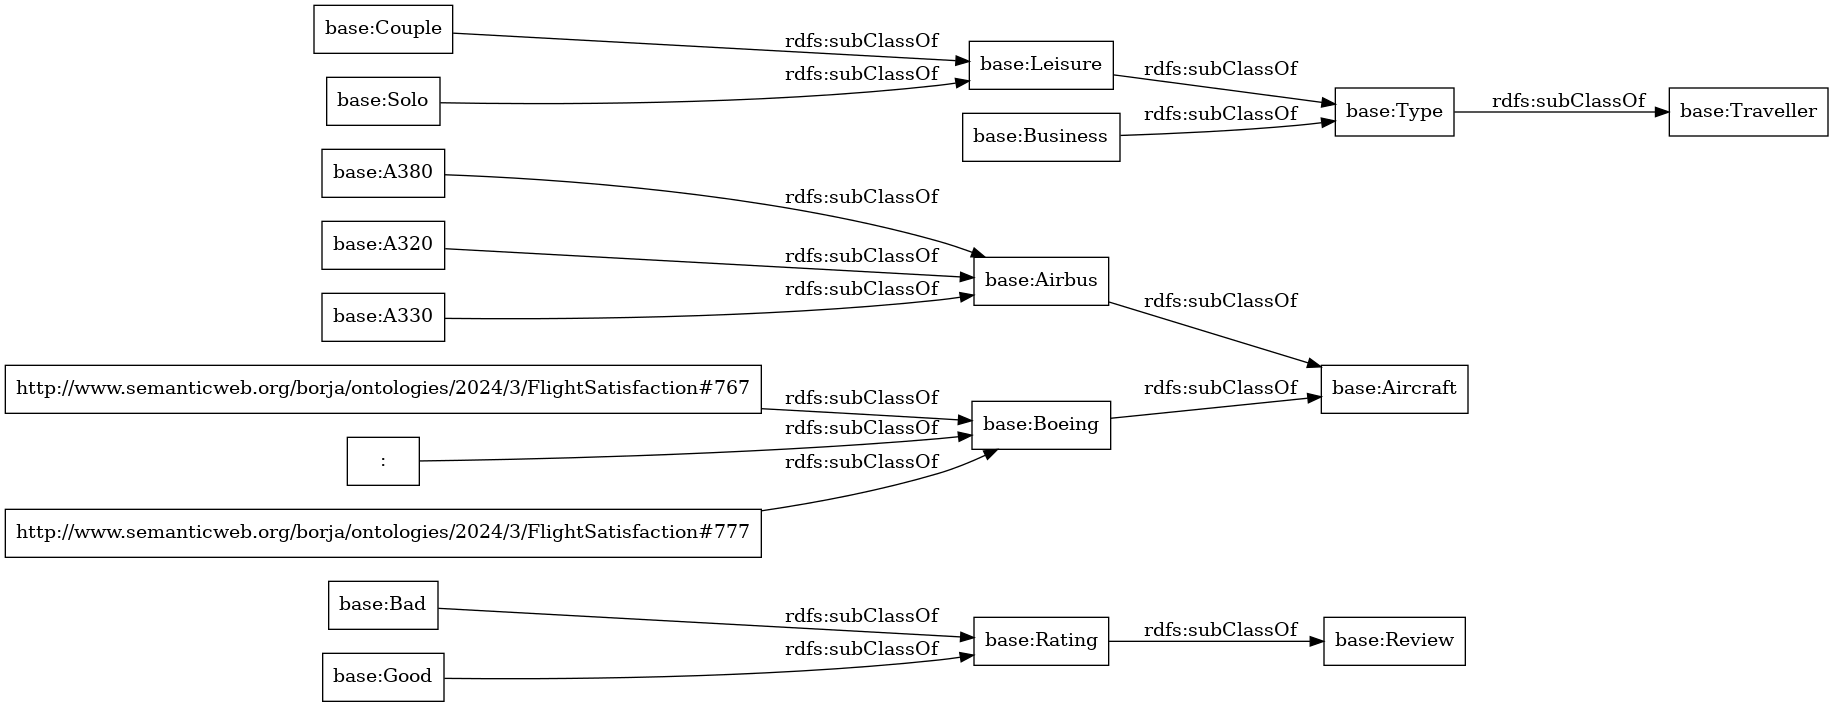 base:Couple
rdfs:subClassOf
base:Leisure
base:Solo
rdfs:subClassOf
rdfs:subClassOf
base:Type
rdfs:subClassOf
base:Traveller
base:Business
rdfs:subClassOf
base:A380
rdfs:subClassOf
base:A320
rdfs:subClassOf
base:Airbus
base:A330
rdfs:subClassOf
rdfs:subClassOf
base:Aircraft
http://www.semanticweb.org/borja/ontologies/2024/3/FlightSatisfaction#767
rdfs:subClassOf
base:Boeing
rdfs:subClassOf
:
rdfs:subClassOf
http://www.semanticweb.org/borja/ontologies/2024/3/FlightSatisfaction#777
rdfs:subClassOf
base:Bad
rdfs:subClassOf
base:Rating
rdfs:subClassOf
base:Review
base:Good
rdfs:subClassOf